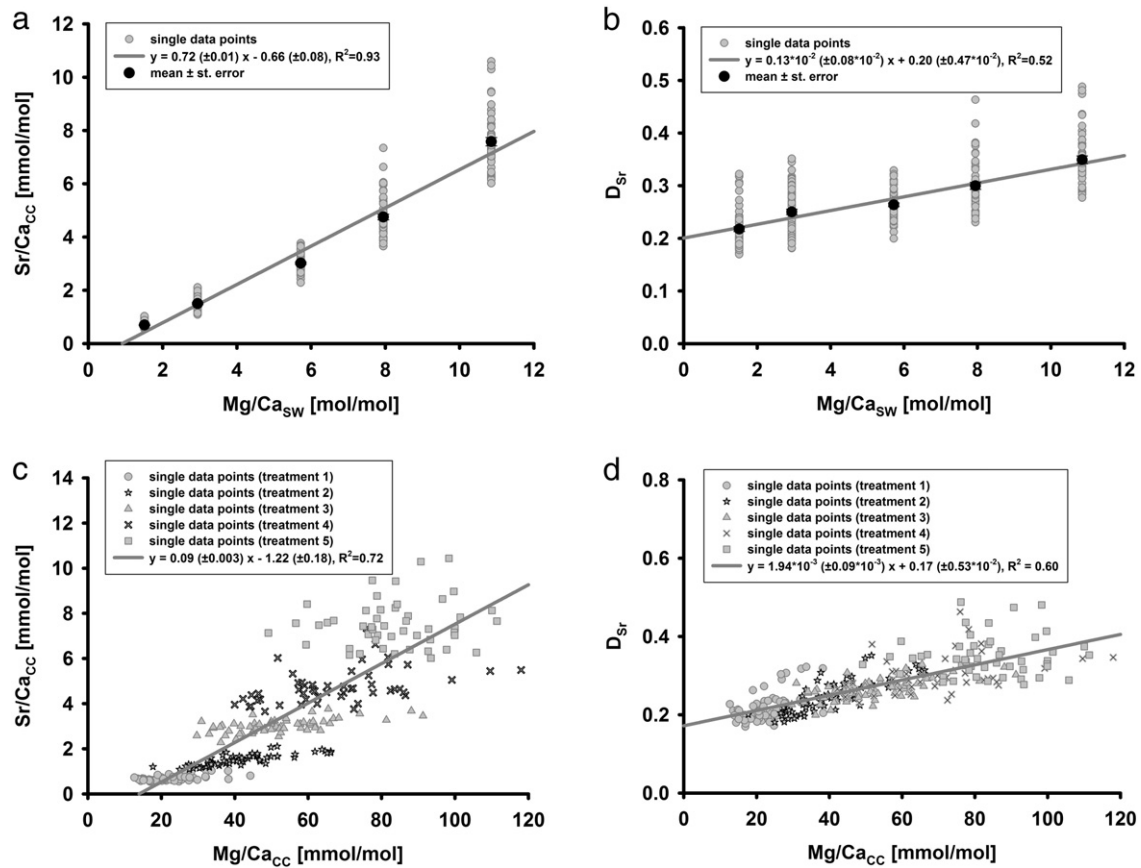 a
single data points
y = 0.72 (±0.01) x - 0.66 (±0.08), R²=0.93
mean ± st. error
12
10
8
6
4
2
0
Sr/Ca_CC [mmol/mol]
0 2 4 6 8 10 12
Mg/Ca_SW [mol/mol]
b
single data points
y = 0.13*10⁻² (±0.08*10⁻²) x + 0.20 (±0.47*10⁻²), R²=0.52
mean ± st. error
0.6
0.5
0.4
0.3
0.2
0.1
0.0
D_Sr
0 2 4 6 8 10 12
Mg/Ca_SW [mol/mol]
c
single data points (treatment 1)
single data points (treatment 2)
single data points (treatment 3)
single data points (treatment 4)
single data points (treatment 5)
y = 0.09 (±0.003) x - 1.22 (±0.18), R²=0.72
14
12
10
8
6
4
2
0
Sr/Ca_CC [mmol/mol]
0 20 40 60 80 100 120
Mg/Ca_CC [mmol/mol]
d
single data points (treatment 1)
single data points (treatment 2)
single data points (treatment 3)
single data points (treatment 4)
single data points (treatment 5)
y = 1.94*10⁻³ (±0.09*10⁻³) x + 0.17 (±0.53*10⁻²), R² = 0.60
0.8
0.6
0.4
0.2
0.0
D_Sr
0 20 40 60 80 100 120
Mg/Ca_CC [mmol/mol]